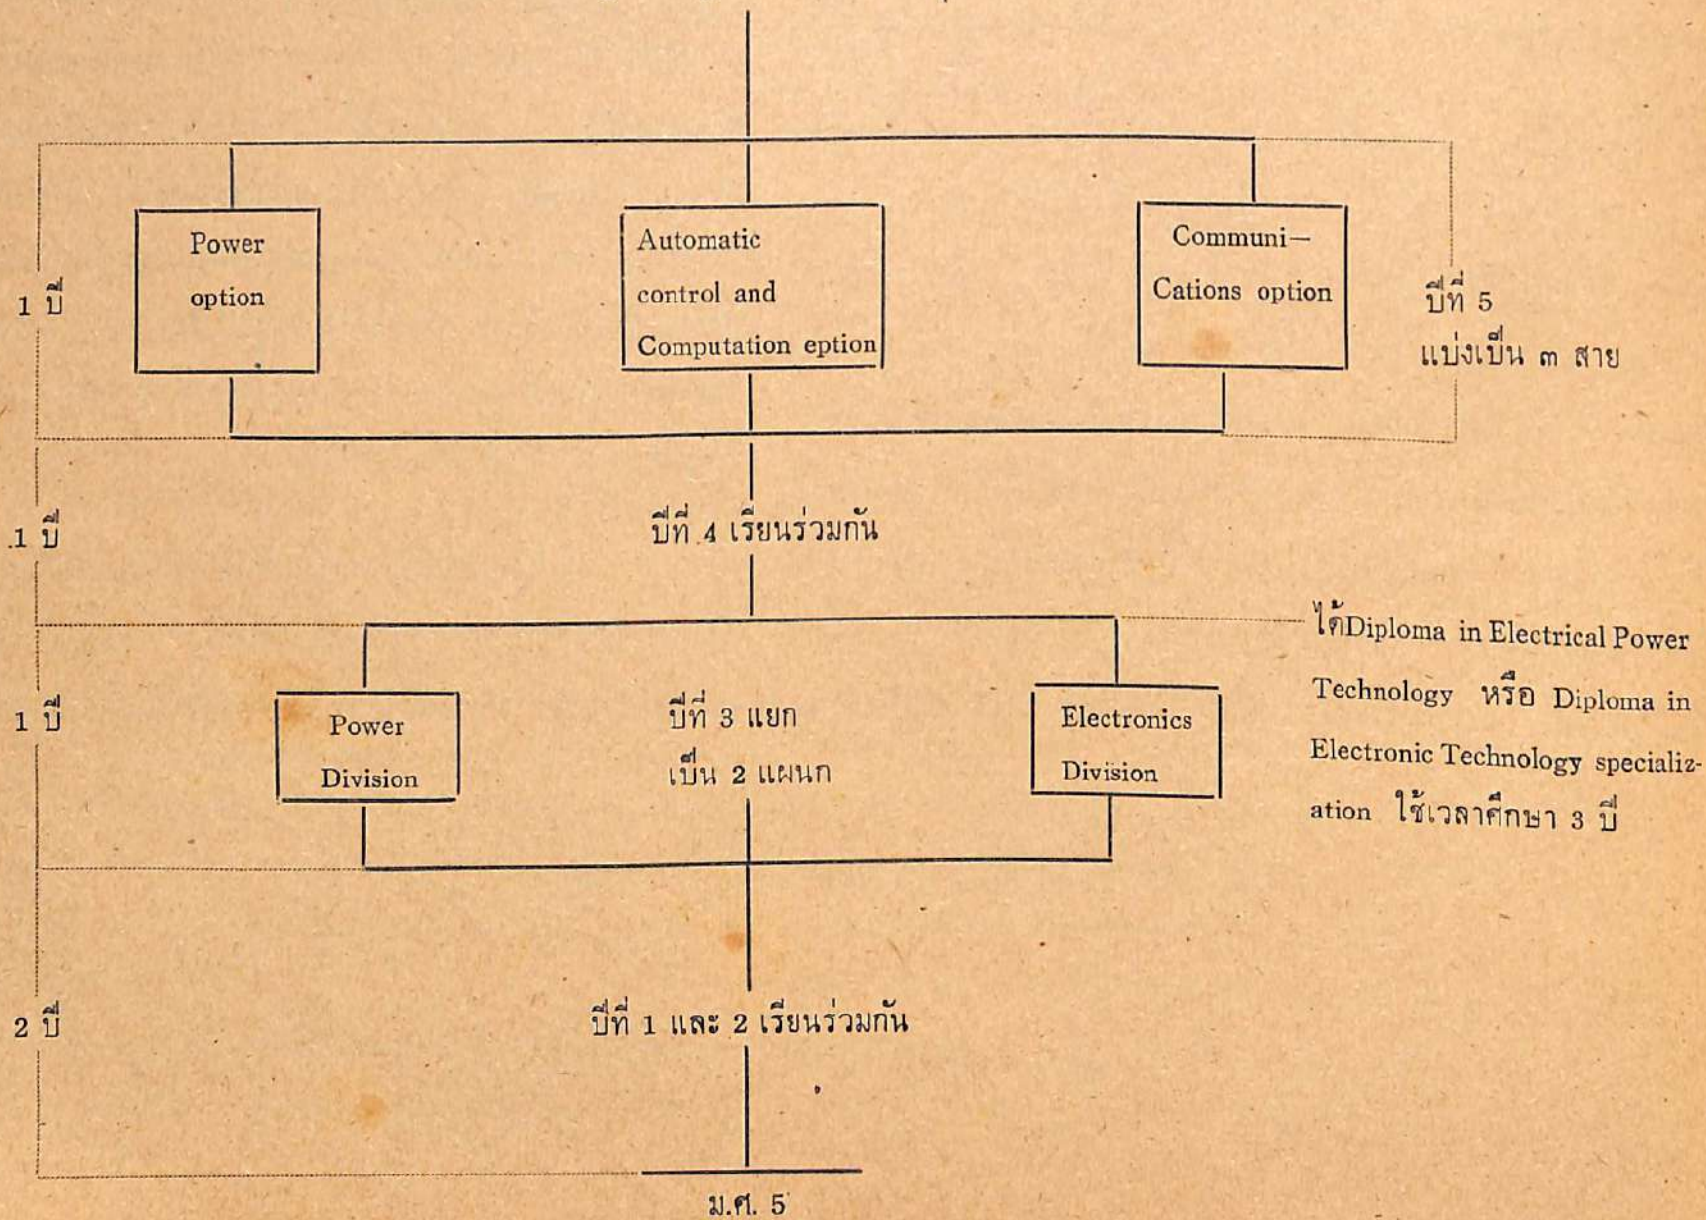 Power
option
Automatic
control and
Computation eption
Communi—
Cations option
1 ปี
ปีที่ 5
แบ่งเป็น ๓ สาย
1 ปี
ปีที่ 4 เรียนร่วมกัน
1 ปี
Power
Division
ปีที่ 3 แยก
เป็น 2 แผนก
Electronics
Division
ได้Diploma in Electrical Power
Technology หรือ Diploma in
Electronic Technology specializ-
ation ใช้เวลาศึกษา 3 ปี
2 ปี
ปีที่ 1 และ 2 เรียนร่วมกัน
ม.ศ. 5